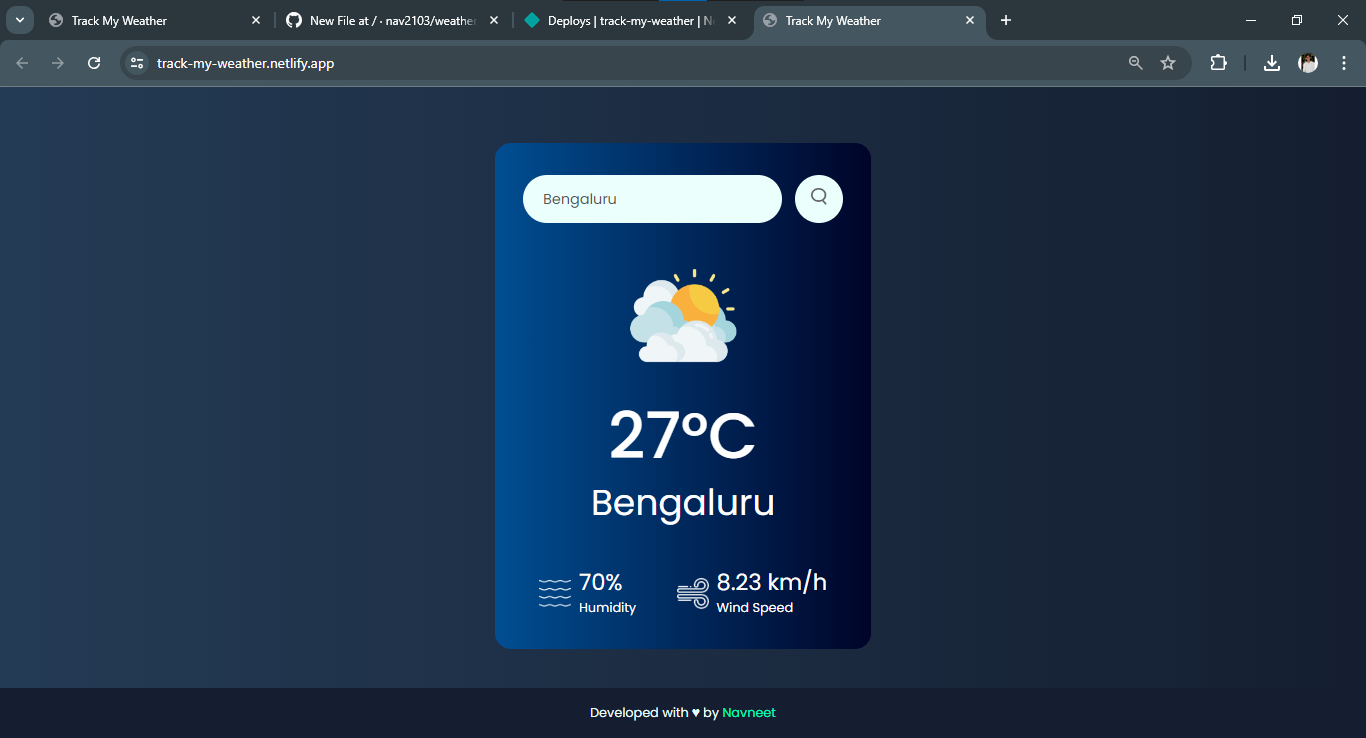 Track My Weather
New File at / · nav2103/weather
Deploys | track-my-weather | N
Track My Weather
track-my-weather.netlify.app
Bengaluru
27°C
Bengaluru
70%
Humidity
8.23 km/h
Wind Speed
Developed with ♥ by Navneet